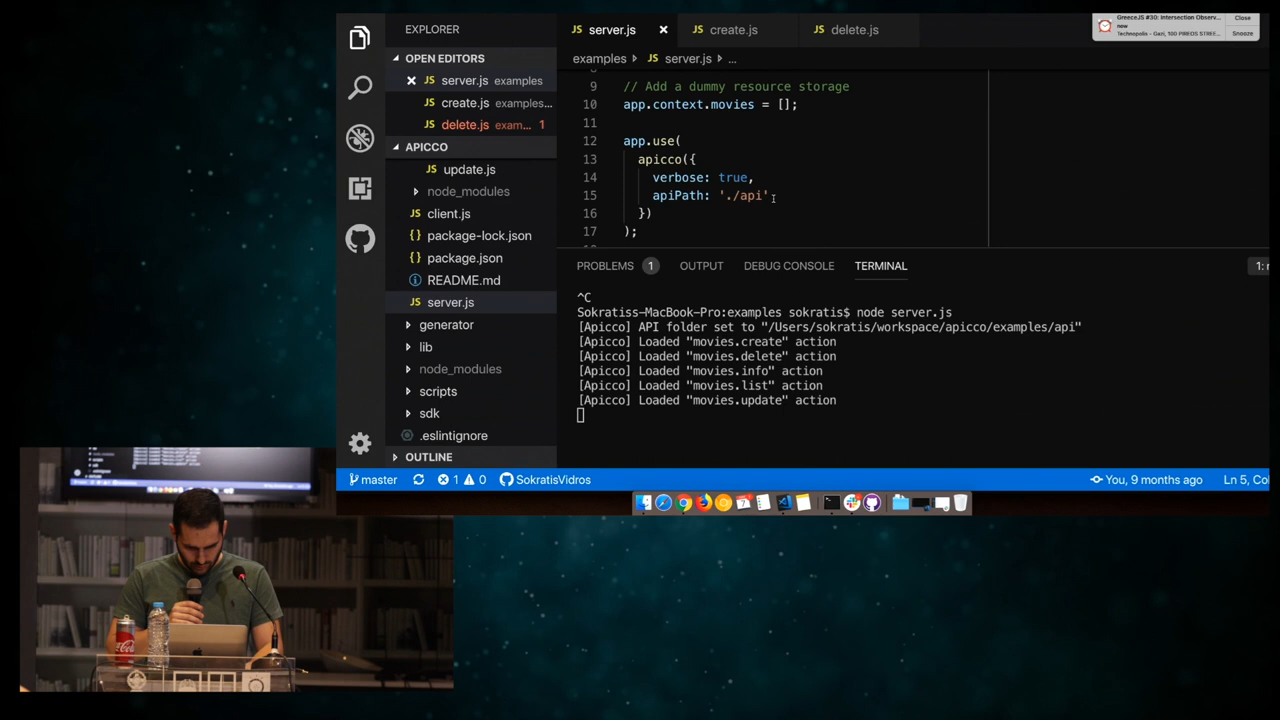 EXPLORER
OPEN EDITORS
JS server.js examples
JS create.js examples...
JS delete.js exam... 1
APICCO
JS update.js
node_modules
JS client.js
{} package-lock.json
{} package.json
README.md
JS server.js
generator
lib
node_modules
scripts
sdk
.eslintignore
OUTLINE
JS server.js
JS create.js
JS delete.js
examples JS server.js ...
GreeceJS #30: Intersection Observ...
now
Technopolis - Gazi, 100 PIREOS STREE...
Close
Snooze
9 // Add a dummy resource storage
10 app.context.movies = [];
11
12 app.use(
13 apicco({
14 verbose: true,
15 apiPath: './api'
16 })
17 );
PROBLEMS 1 OUTPUT DEBUG CONSOLE TERMINAL 1:
^C
Sokratiss-MacBook-Pro:examples sokratis$ node server.js
[Apicco] API folder set to "/Users/sokratis/workspace/apicco/examples/api"
[Apicco] Loaded "movies.create" action
[Apicco] Loaded "movies.delete" action
[Apicco] Loaded "movies.info" action
[Apicco] Loaded "movies.list" action
[Apicco] Loaded "movies.update" action
master 1 0 SokratisVidros You, 9 months ago Ln 5, Co